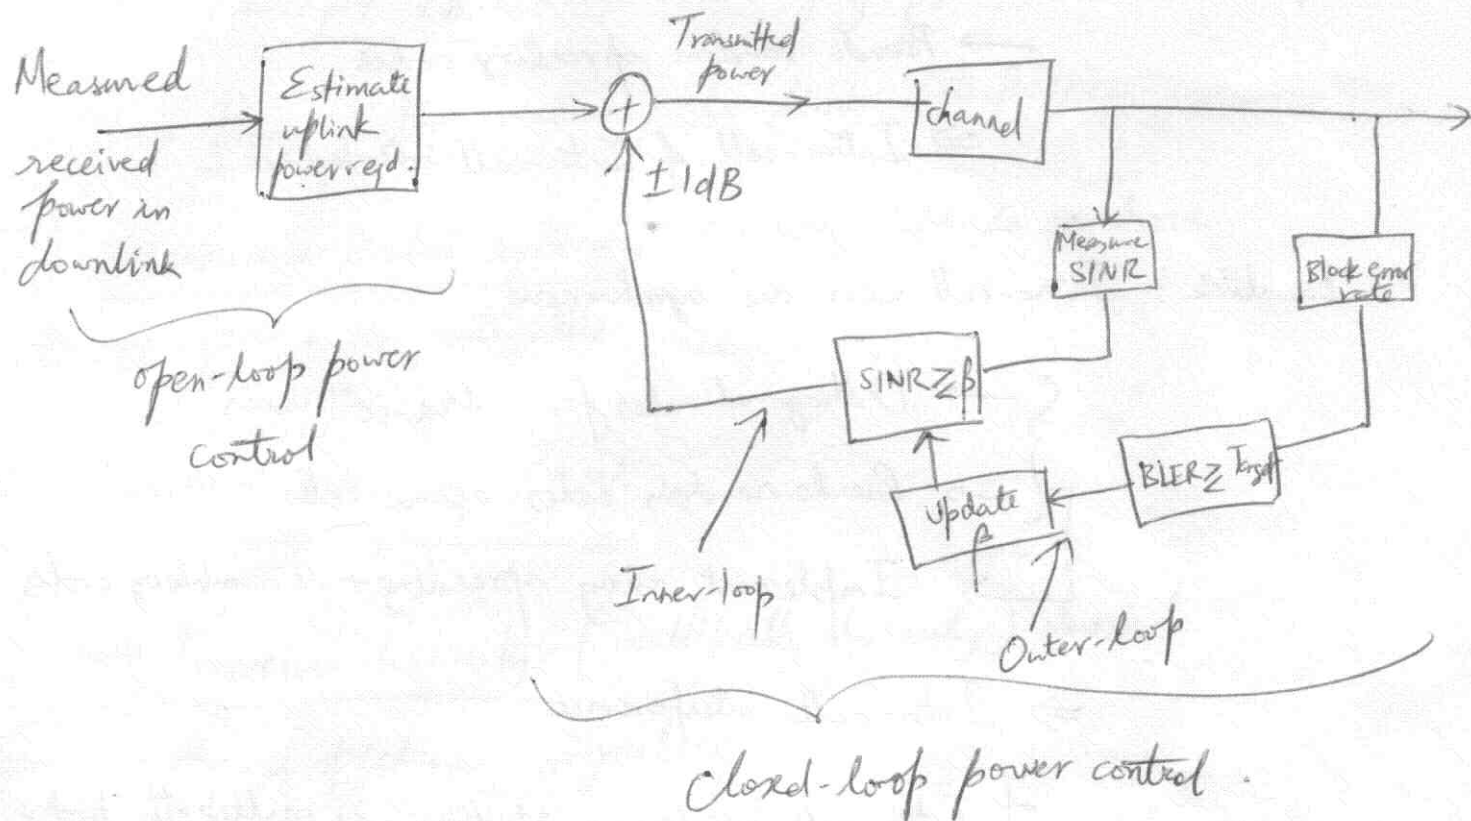 Measured
received
power in
downlink
Estimate
uplink
power reqd.
open-loop power
control
+
±1dB
Transmitted
power
channel
Measure
SINR
Block error
rate
SINR ≷ β
BLER ≷ Target
update
β
Inner-loop
Outer-loop
Closed-loop power control.